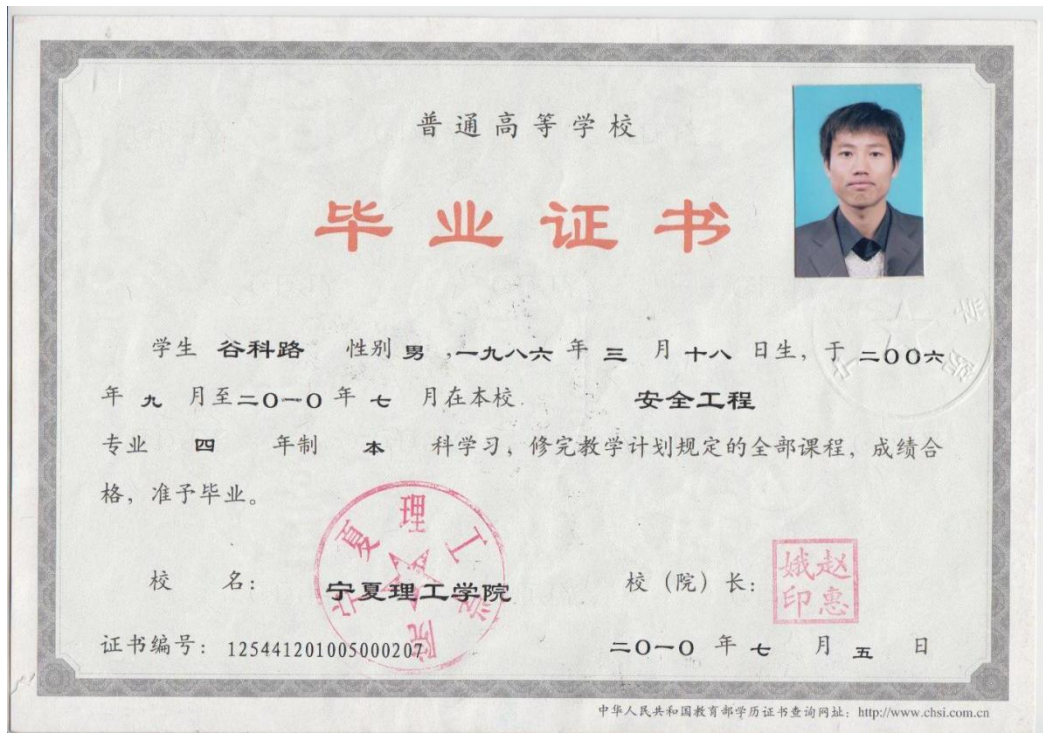 普通高等学校
毕业证书
学生 谷科路 性别 男 ,一九八六 年 三 月 十八 日生, 于 二〇〇六
年 九 月至二〇一〇 年 七 月在本校 安全工程
专业 四 年制 本 科学习, 修完教学计划规定的全部课程, 成绩合
格, 准予毕业。
宁夏理工学院
校 名: 宁夏理工学院 校(院)长: 赵惠娥印
证书编号: 125441201005000207 二〇一〇 年 七 月 五 日
中华人民共和国教育部学历证书查询网址: http://www.chsi.com.cn